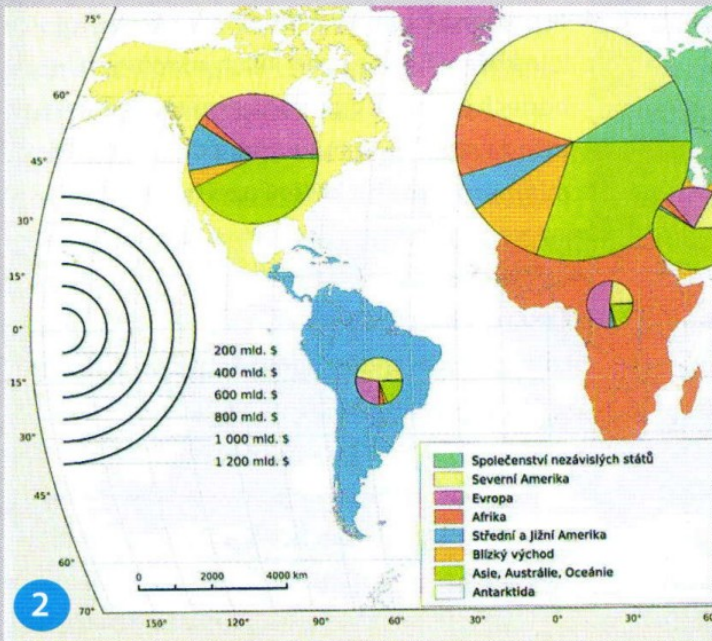 75°
60°
45°
30°
15°
0°
15°
30°
45°
60°
70°
200 mld. $
400 mld. $
600 mld. $
800 mld. $
1 000 mld. $
1 200 mld. $
Společenství nezávislých států
Severní Amerika
Evropa
Afrika
Střední a Jižní Amerika
Blízký východ
Asie, Austrálie, Oceánie
Antarktida
0 2000 4000 km
2
150° 120° 90° 60° 30° 0° 30° 60